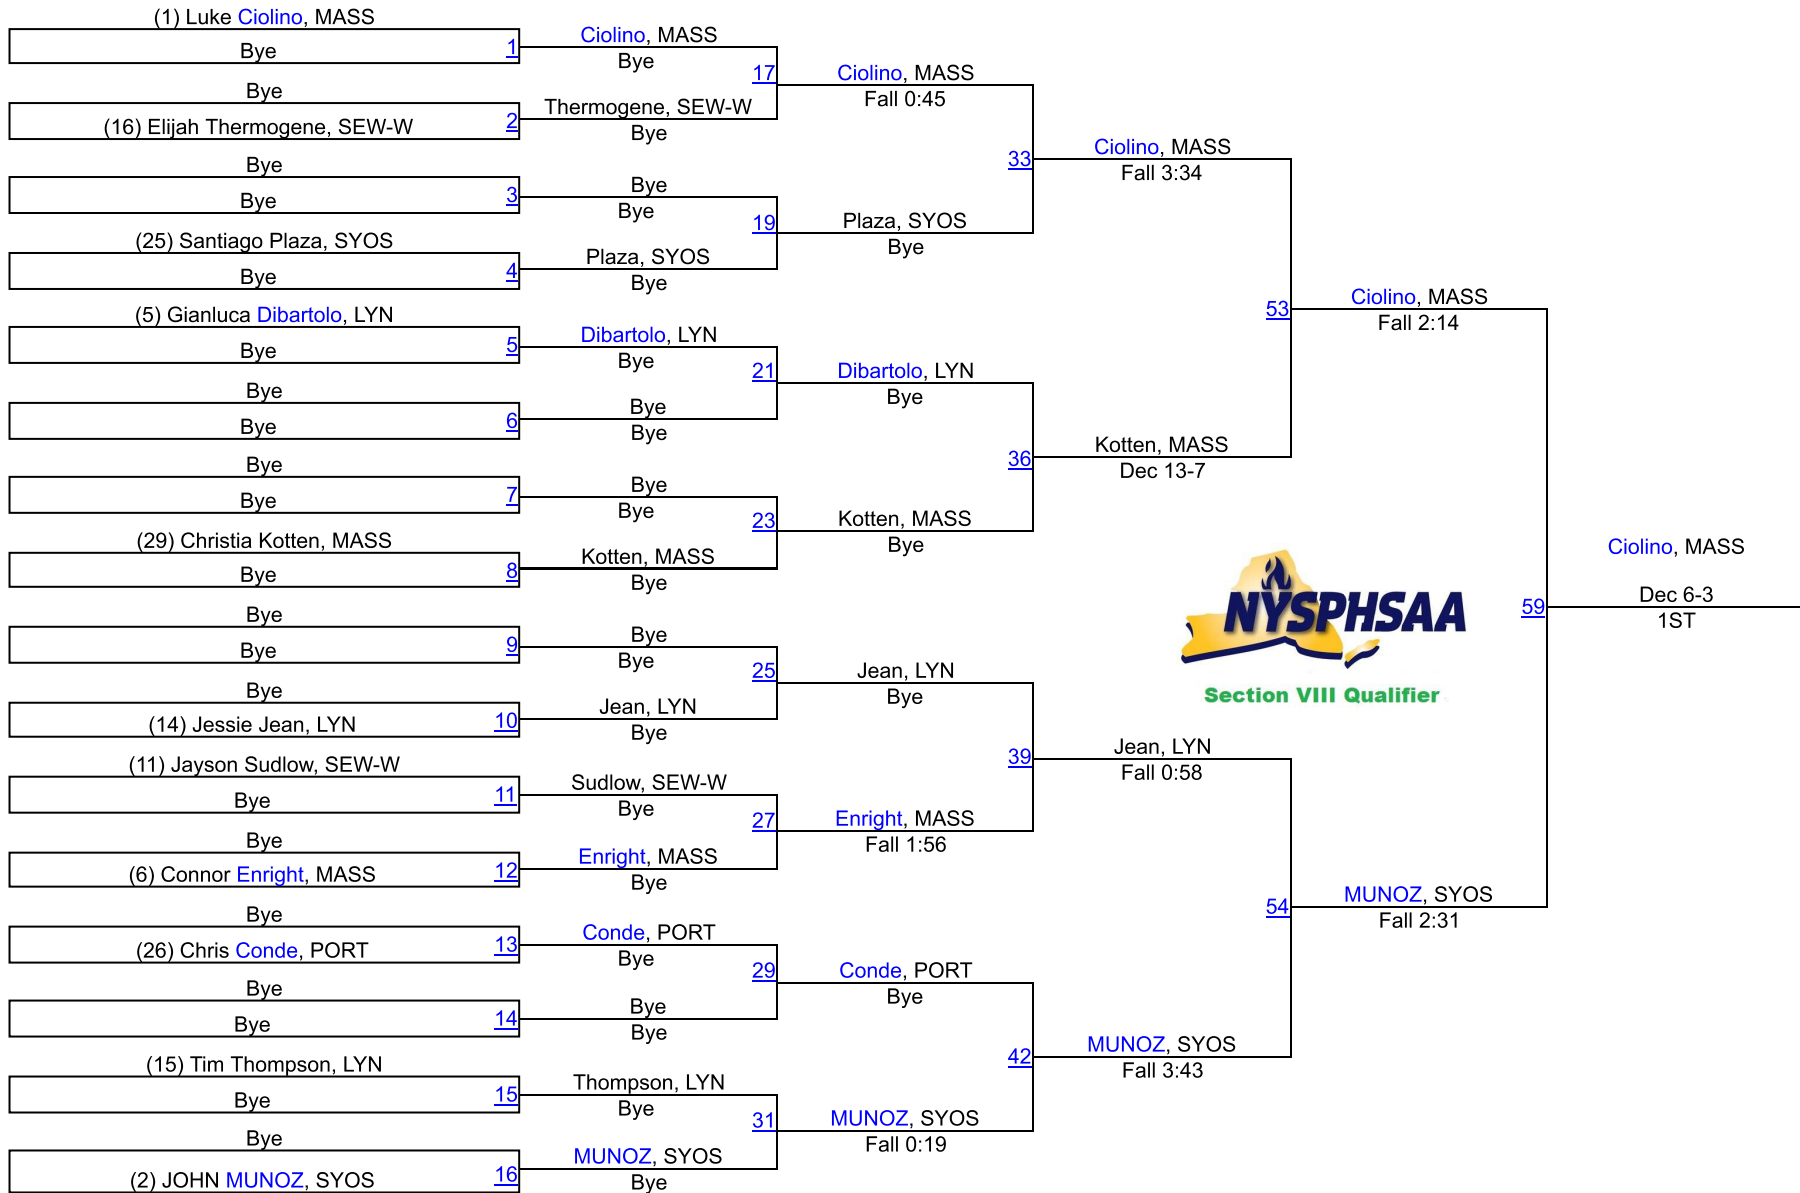 (1) Luke Ciolino, MASS
Bye
1
Bye
(16) Elijah Thermogene, SEW-W
2
Bye
Bye
3
(25) Santiago Plaza, SYOS
Bye
4
(5) Gianluca Dibartolo, LYN
Bye
5
Bye
Bye
6
Bye
Bye
7
(29) Christia Kotten, MASS
Bye
8
Bye
Bye
9
Bye
(14) Jessie Jean, LYN
10
(11) Jayson Sudlow, SEW-W
Bye
11
Bye
(6) Connor Enright, MASS
12
Bye
(26) Chris Conde, PORT
13
Bye
Bye
14
(15) Tim Thompson, LYN
Bye
15
Bye
(2) JOHN MUNOZ, SYOS
16
Ciolino, MASS
Bye
17
Thermogene, SEW-W
Bye
Bye
Bye
19
Plaza, SYOS
Bye
Dibartolo, LYN
Bye
21
Bye
Bye
Bye
Bye
23
Kotten, MASS
Bye
Bye
Bye
25
Jean, LYN
Bye
Sudlow, SEW-W
Bye
27
Enright, MASS
Bye
Conde, PORT
Bye
29
Bye
Bye
Thompson, LYN
Bye
31
MUNOZ, SYOS
Bye
Ciolino, MASS
Fall 0:45
33
Plaza, SYOS
Bye
Dibartolo, LYN
Bye
36
Kotten, MASS
Bye
Jean, LYN
Bye
39
Enright, MASS
Fall 1:56
Conde, PORT
Bye
42
MUNOZ, SYOS
Fall 0:19
Ciolino, MASS
Fall 3:34
53
Kotten, MASS
Dec 13-7
Jean, LYN
Fall 0:58
54
MUNOZ, SYOS
Fall 3:43
Ciolino, MASS
Fall 2:14
NYSPHSAA
Section VIII Qualifier
59
MUNOZ, SYOS
Fall 2:31
Ciolino, MASS
Dec 6-3
1ST